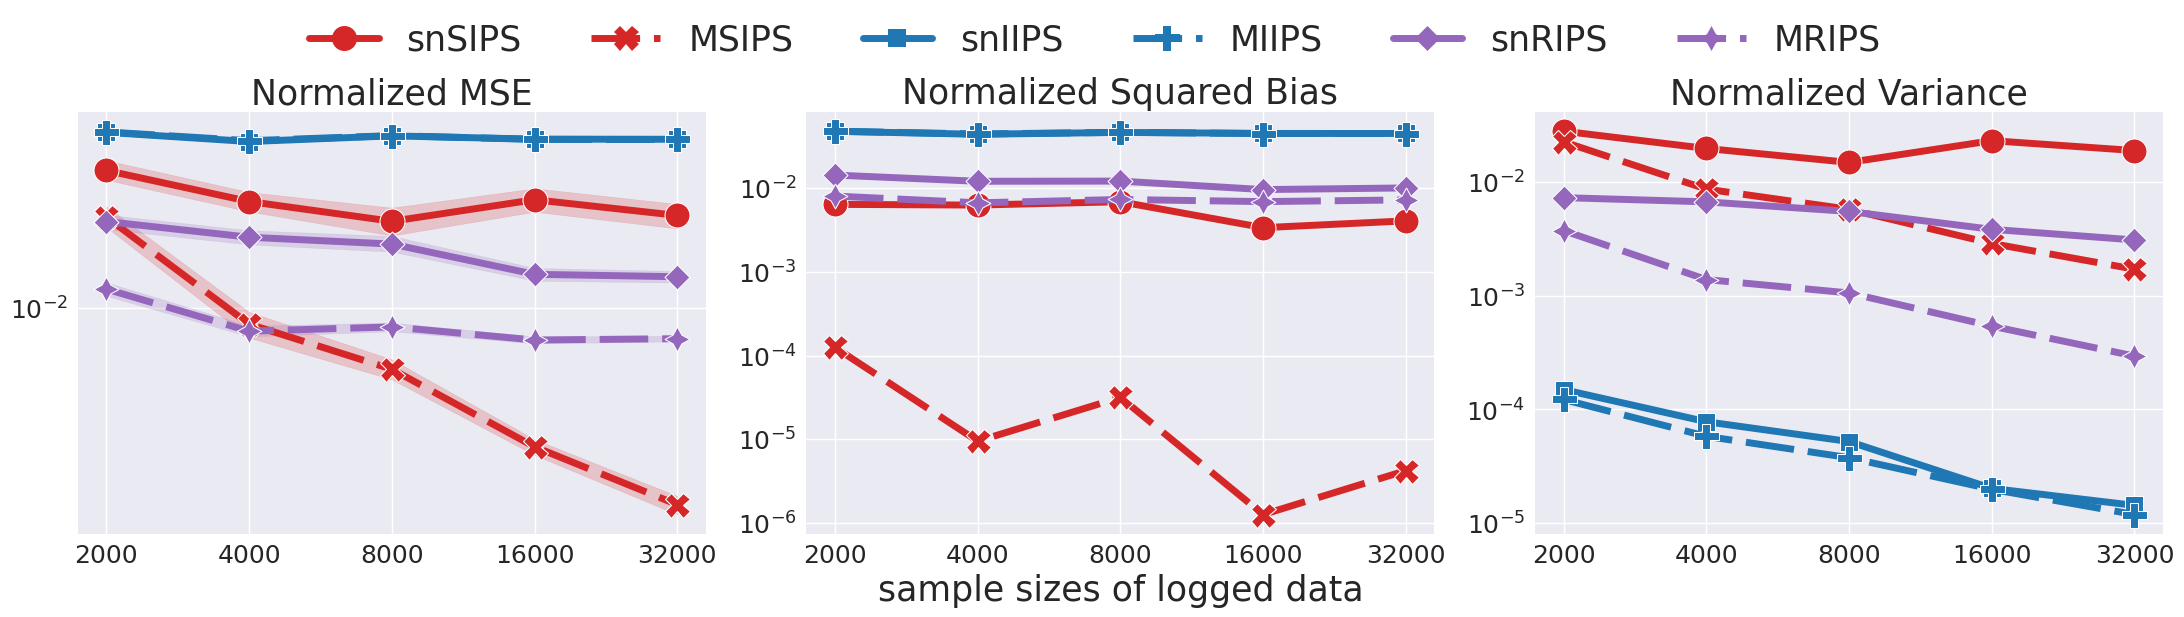 snSIPS MSIPS snIIPS MIIPS snRIPS MRIPS
Normalized MSE
10⁻²
2000 4000 8000 16000 32000
Normalized Squared Bias
10⁻²
10⁻³
10⁻⁴
10⁻⁵
10⁻⁶
2000 4000 8000 16000 32000
Normalized Variance
10⁻²
10⁻³
10⁻⁴
10⁻⁵
2000 4000 8000 16000 32000
sample sizes of logged data